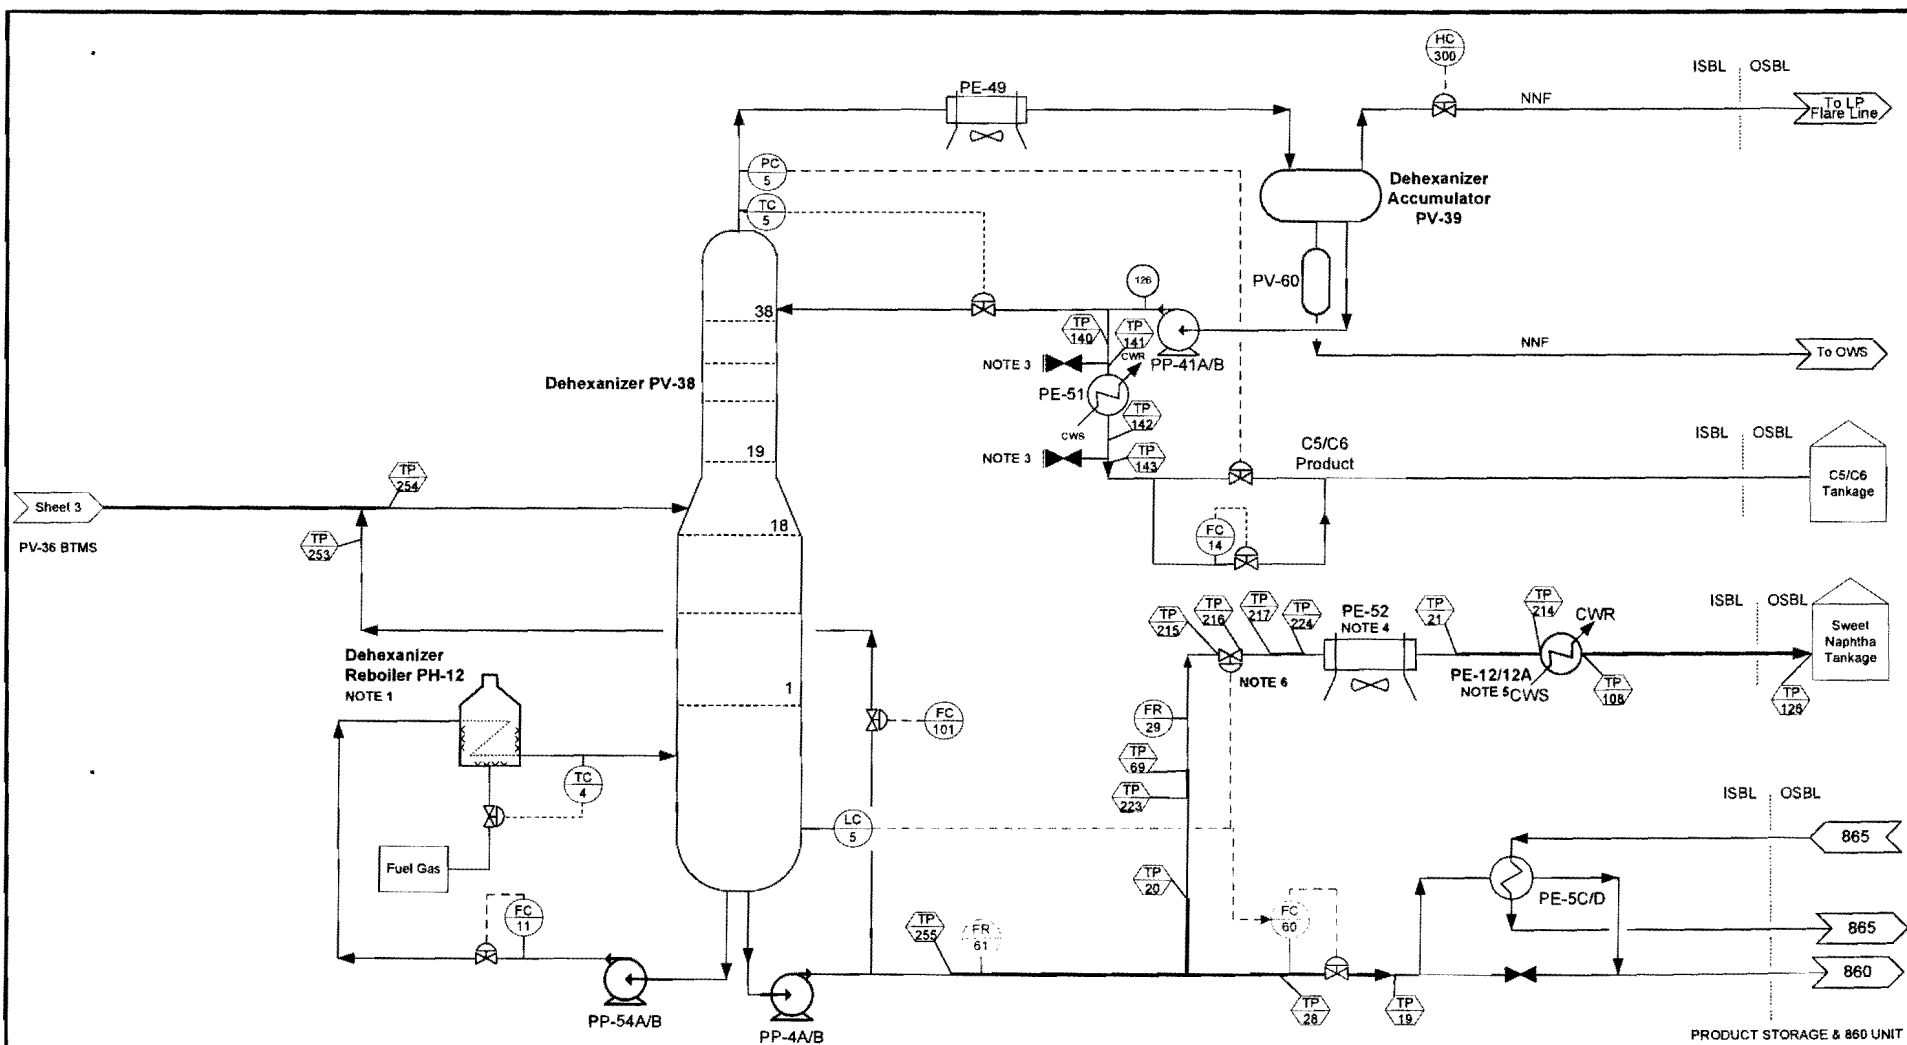 HC
300
ISBL
OSBL
PE-49
NNF
To LP
Flare Line
PC
5
TC
5
Dehexanizer
Accumulator
PV-39
PV-60
126
38
TP
140
TP
141
CWR
NOTE 3
PP-41A/B
NNF
To OWS
Dehexanizer PV-38
PE-51
CWS
TP
142
NOTE 3
TP
143
C5/C6
Product
ISBL
OSBL
C5/C6
Tankage
19
TP
254
Sheet 3
PV-36 BTMS
TP
253
18
FC
14
TP
215
TP
216
TP
217
TP
224
PE-52
NOTE 4
TP
21
TP
214
CWR
ISBL
OSBL
Sweet
Naphtha
Tankage
Dehexanizer
Reboiler PH-12
NOTE 1
1
NOTE 6
PE-12/12A
NOTE 5
CWS
TP
108
TP
126
FC
101
FR
29
TP
69
TP
223
TC
4
ISBL
OSBL
LC
5
865
Fuel Gas
TP
20
PE-5C/D
FC
11
TP
255
FR
61
FC
60
865
860
PP-54A/B
PP-4A/B
TP
28
TP
19
PRODUCT STORAGE & 860 UNIT